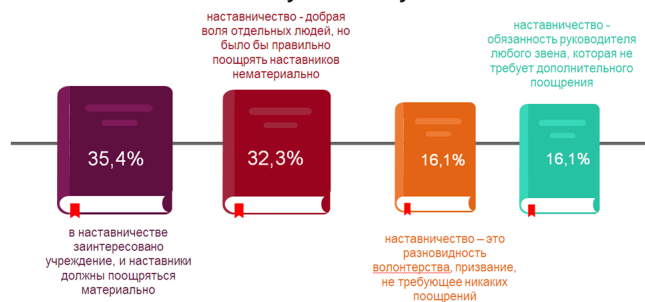 наставничество - добрая
воля отдельных людей, но
было бы правильно
поощрять наставников
нематериально
наставничество -
обязанность руководителя
любого звена, которая не
требует дополнительного
поощрения
35,4%
32,3%
16,1%
16,1%
в наставничестве
заинтересовано
учреждение, и наставники
должны поощряться
материально
наставничество – это
разновидность
волонтерства, призвание,
не требующее никаких
поощрений